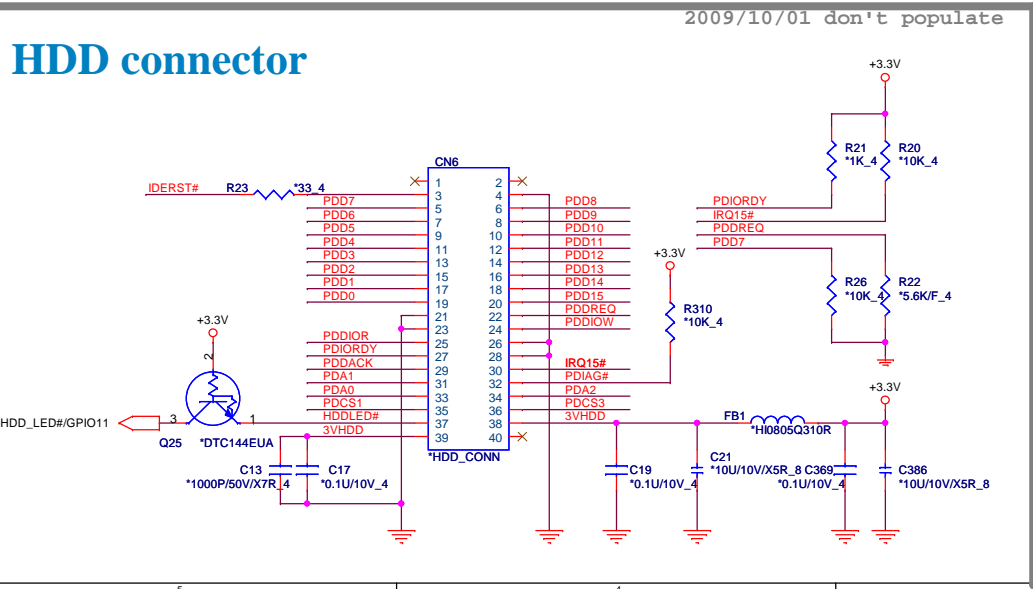 2009/10/01 don't populate
HDD connector
+3.3V
R21
*1K_4
R20
*10K_4
CN6
IDERST#
R23
*33_4
1
2
3
4
PDD7
5
6
PDD8
PDIORDY
PDD6
7
8
PDD9
IRQ15#
PDD5
9
10
PDD10
PDDREQ
PDD4
11
12
PDD11
PDD7
PDD3
13
14
PDD12
+3.3V
PDD2
15
16
PDD13
PDD1
17
18
PDD14
PDD0
19
20
PDD15
R26
*10K_4
R22
*5.6K/F_4
21
22
PDDREQ
R310
*10K_4
23
24
PDDIOW
+3.3V
2
PDDIOR
25
26
PDIORDY
27
28
PDDACK
29
30
IRQ15#
PDA1
31
32
PDIAG#
PDA0
33
34
PDA2
+3.3V
PDCS1
35
36
PDCS3
HDD_LED#/GPIO11
3
1
HDDLED#
37
38
3VHDD
FB1
*HI0805Q310R
Q25
*DTC144EUA
3VHDD
39
40
*HDD_CONN
C13
*1000P/50V/X7R_4
C17
*0.1U/10V_4
C19
*0.1U/10V_4
C21
*10U/10V/X5R_8
C369
*0.1U/10V_4
C386
*10U/10V/X5R_8
5
4